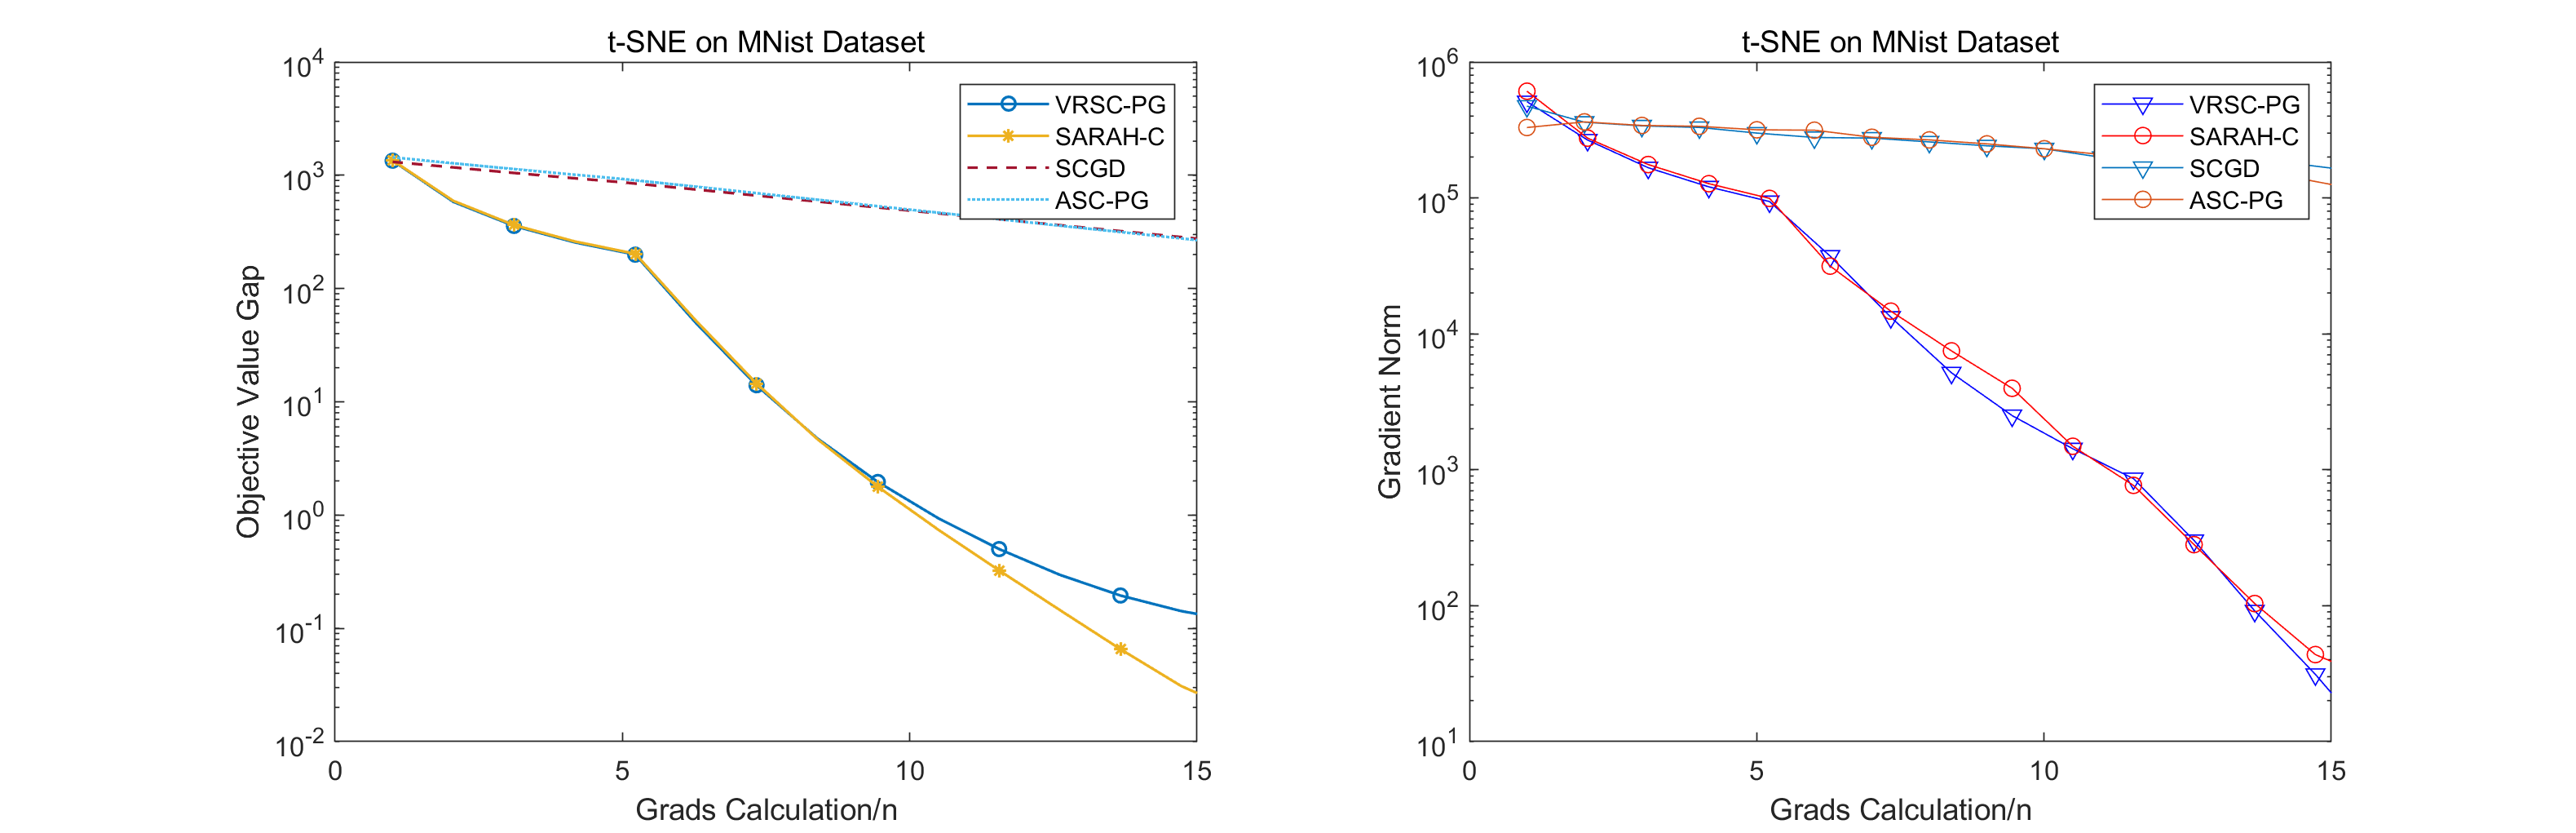 t-SNE on MNist Dataset
10^4
10^3
10^2
10^1
10^0
10^-1
10^-2
Objective Value Gap
VRSC-PG
SARAH-C
SCGD
ASC-PG
0 5 10 15
Grads Calculation/n
t-SNE on MNist Dataset
10^6
10^5
10^4
10^3
10^2
10^1
Gradient Norm
VRSC-PG
SARAH-C
SCGD
ASC-PG
0 5 10 15
Grads Calculation/n